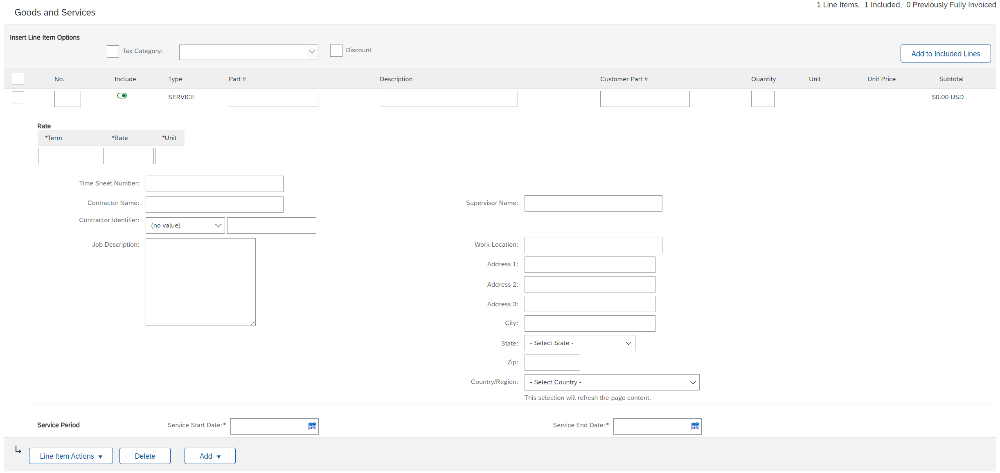 1 Line Items, 1 Included, 0 Previously Fully Invoiced
Goods and Services
Insert Line Item Options
Tax Category:
Discount
Add to Included Lines
No. Include Type Part # Description Customer Part # Quantity Unit Unit Price Subtotal
SERVICE $0.00 USD
Rate
*Term *Rate *Unit
Time Sheet Number:
Contractor Name:
Supervisor Name:
Contractor Identifier: (no value)
Job Description:
Work Location:
Address 1:
Address 2:
Address 3:
City:
State: - Select State -
Zip:
Country/Region: - Select Country -
This selection will refresh the page content.
Service Period Service Start Date:* Service End Date:*
Line Item Actions ▼ Delete Add ▼